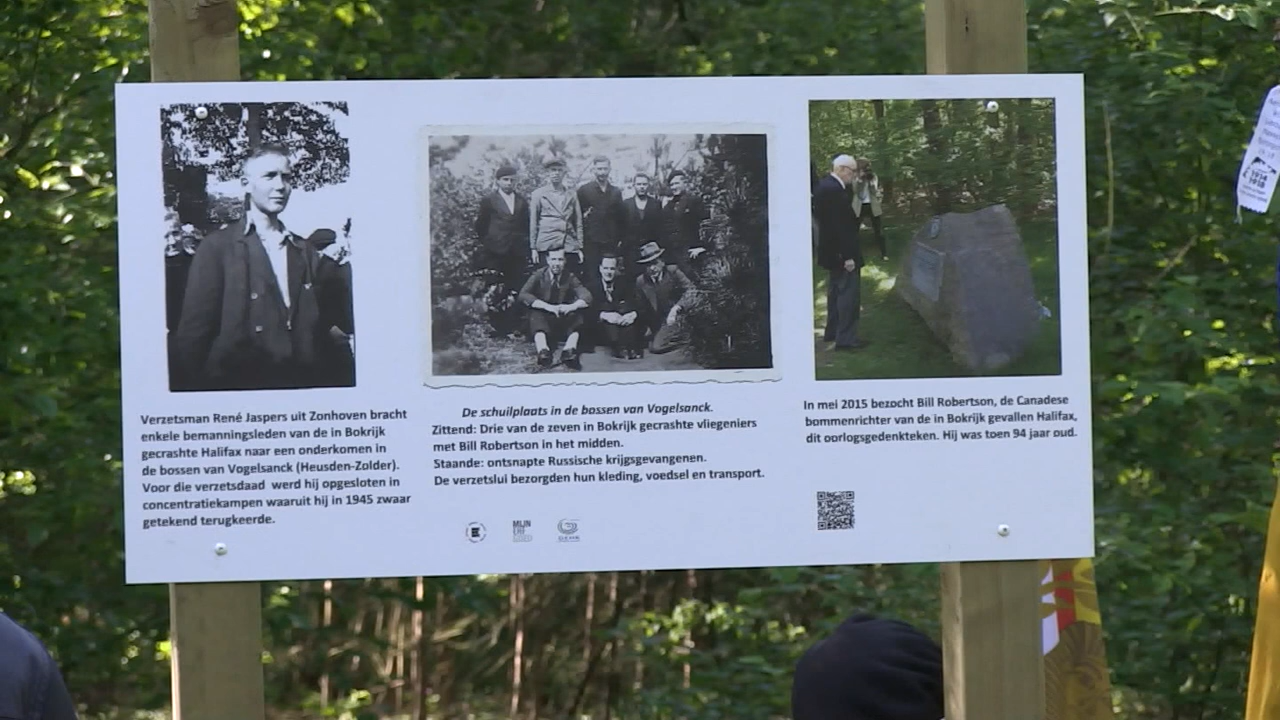 Verzetsman René Jaspers uit Zonhoven bracht
enkele bemanningsleden van de in Bokrijk
gecrashte Halifax naar een onderkomen in
de bossen van Vogelsanck (Heusden-Zolder).
Voor die verzetsdaad werd hij opgesloten in
concentratiekampen waaruit hij in 1945 zwaar
getekend terugkeerde.
De schuilplaats in de bossen van Vogelsanck.
Zittend: Drie van de zeven in Bokrijk gecrashte vliegeniers
met Bill Robertson in het midden.
Staande: ontsnapte Russische krijgsgevangenen.
De verzetslui bezorgden hun kleding, voedsel en transport.
In mei 2015 bezocht Bill Robertson, de Canadese
bommenrichter van de in Bokrijk gevallen Halifax,
dit oorlogsgedenkteken. Hij was toen 94 jaar oud.
MIJN
ERF
1914
1918